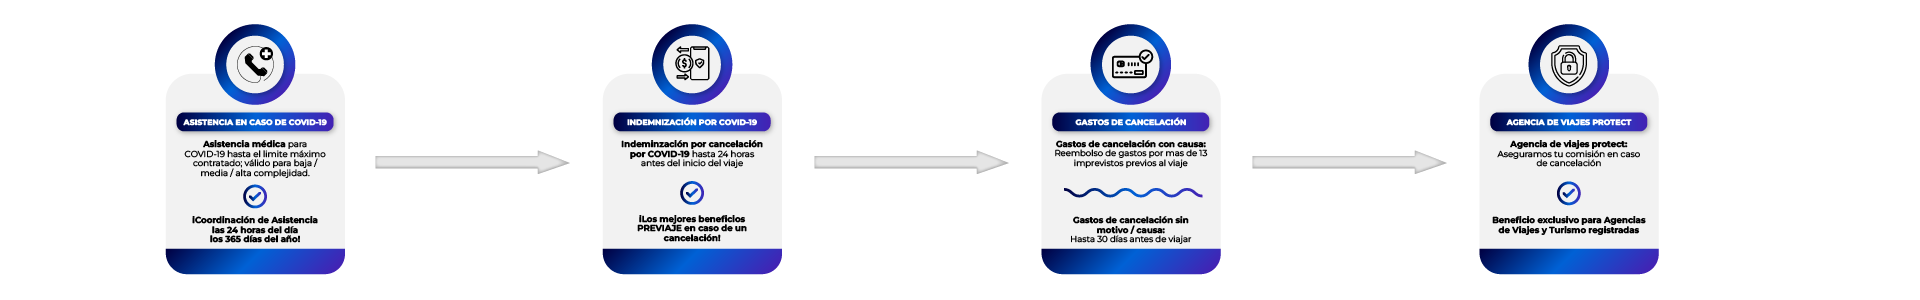 ASISTENCIA EN CASO DE COVID-19
Asistencia médica para
COVID-19 hasta el limite máximo
contratado; válido para baja /
media / alta complejidad.
¡Coordinación de Asistencia
las 24 horas del día
los 365 días del año!
INDEMNIZACIÓN POR COVID-19
Indeminzación por cancelación
por COVID-19 hasta 24 horas
antes del inicio del viaje
¡Los mejores beneficios
PREVIAJE en caso de un
cancelación!
GASTOS DE CANCELACIÓN
Gastos de cancelación con causa:
Reembolso de gastos por mas de 13
imprevistos previos al viaje
Gastos de cancelación sin
motivo / causa:
Hasta 30 días antes de viajar
AGENCIA DE VIAJES PROTECT
Agencia de viajes protect:
Aseguramos tu comisión en caso
de cancelación
Beneficio exclusivo para Agencias
de Viajes y Turismo registradas